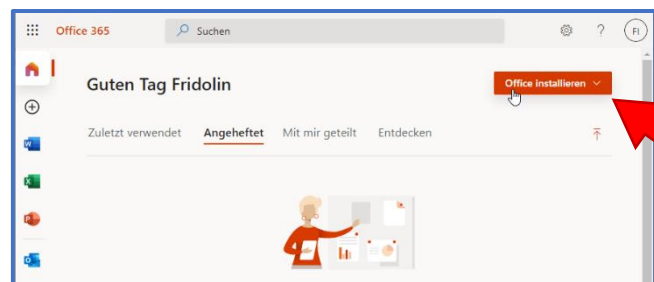 Office 365
Suchen
?
FI
Guten Tag Fridolin
Office installieren
Zuletzt verwendet Angeheftet Mit mir geteilt Entdecken
W
X
P
O